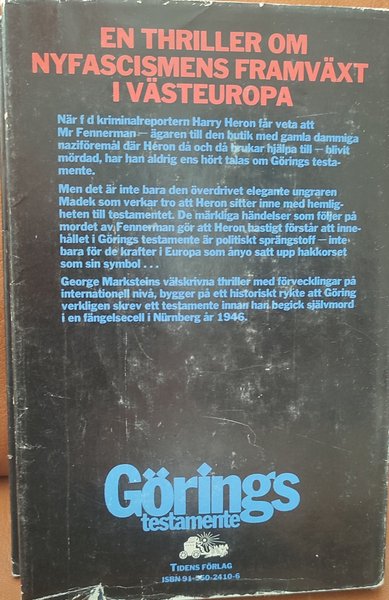 EN THRILLER OM
NYFASCISMENS FRAMVÄXT
I VÄSTEUROPA
När f d kriminalreportern Harry Heron får veta att
Mr Fennerman – ägaren till den butik med gamla dammiga
naziföremål där Heron då och då brukar hjälpa till – blivit
mördad, har han aldrig ens hört talas om Görings testa-
mente.
Men det är inte bara den överdrivet elegante ungraren
Madek som verkar tro att Heron sitter inne med hemlig-
heten till testamentet. De märkliga händelser som följer på
mordet av Fennerman gör att Heron hastigt förstår att inne-
hållet i Görings testamente är politiskt sprängstoff – inte
bara för de krafter i Europa som ånyo satt upp hakkorset
som sin symbol . . .
George Marksteins välskrivna thriller med förvecklingar på
internationell nivå, bygger på ett historiskt rykte att Göring
verkligen skrev ett testamente innan han begick självmord
i en fängelsecell i Nürnberg år 1946.
Görings
testamente
TIDENS FÖRLAG
ISBN 91-550-2410-6